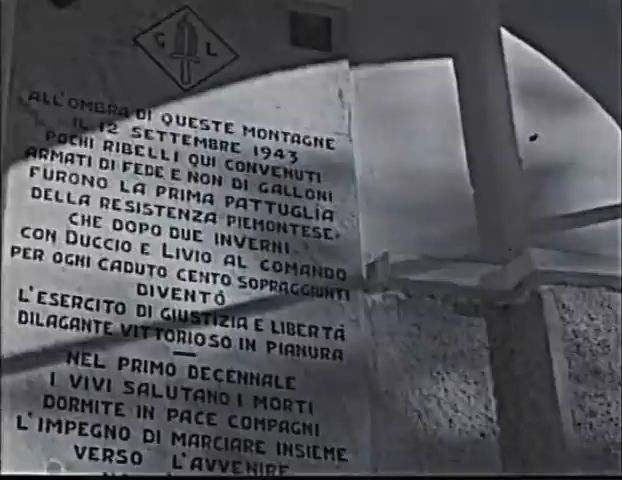 G L
ALL'OMBRA DI QUESTE MONTAGNE
IL 12 SETTEMBRE 1943
POCHI RIBELLI QUI CONVENUTI
ARMATI DI FEDE E NON DI GALLONI
FURONO LA PRIMA PATTUGLIA
DELLA RESISTENZA PIEMONTESE
CHE DOPO DUE INVERNI
CON DUCCIO E LIVIO AL COMANDO
PER OGNI CADUTO CENTO SOPRAGGIUNTI
DIVENTÓ
L'ESERCITO DI GIUSTIZIA E LIBERTÀ
DILAGANTE VITTORIOSO IN PIANURA
NEL PRIMO DECENNALE
I VIVI SALUTANO I MORTI
DORMITE IN PACE COMPAGNI
L'IMPEGNO DI MARCIARE INSIEME
VERSO L'AVVENIRE